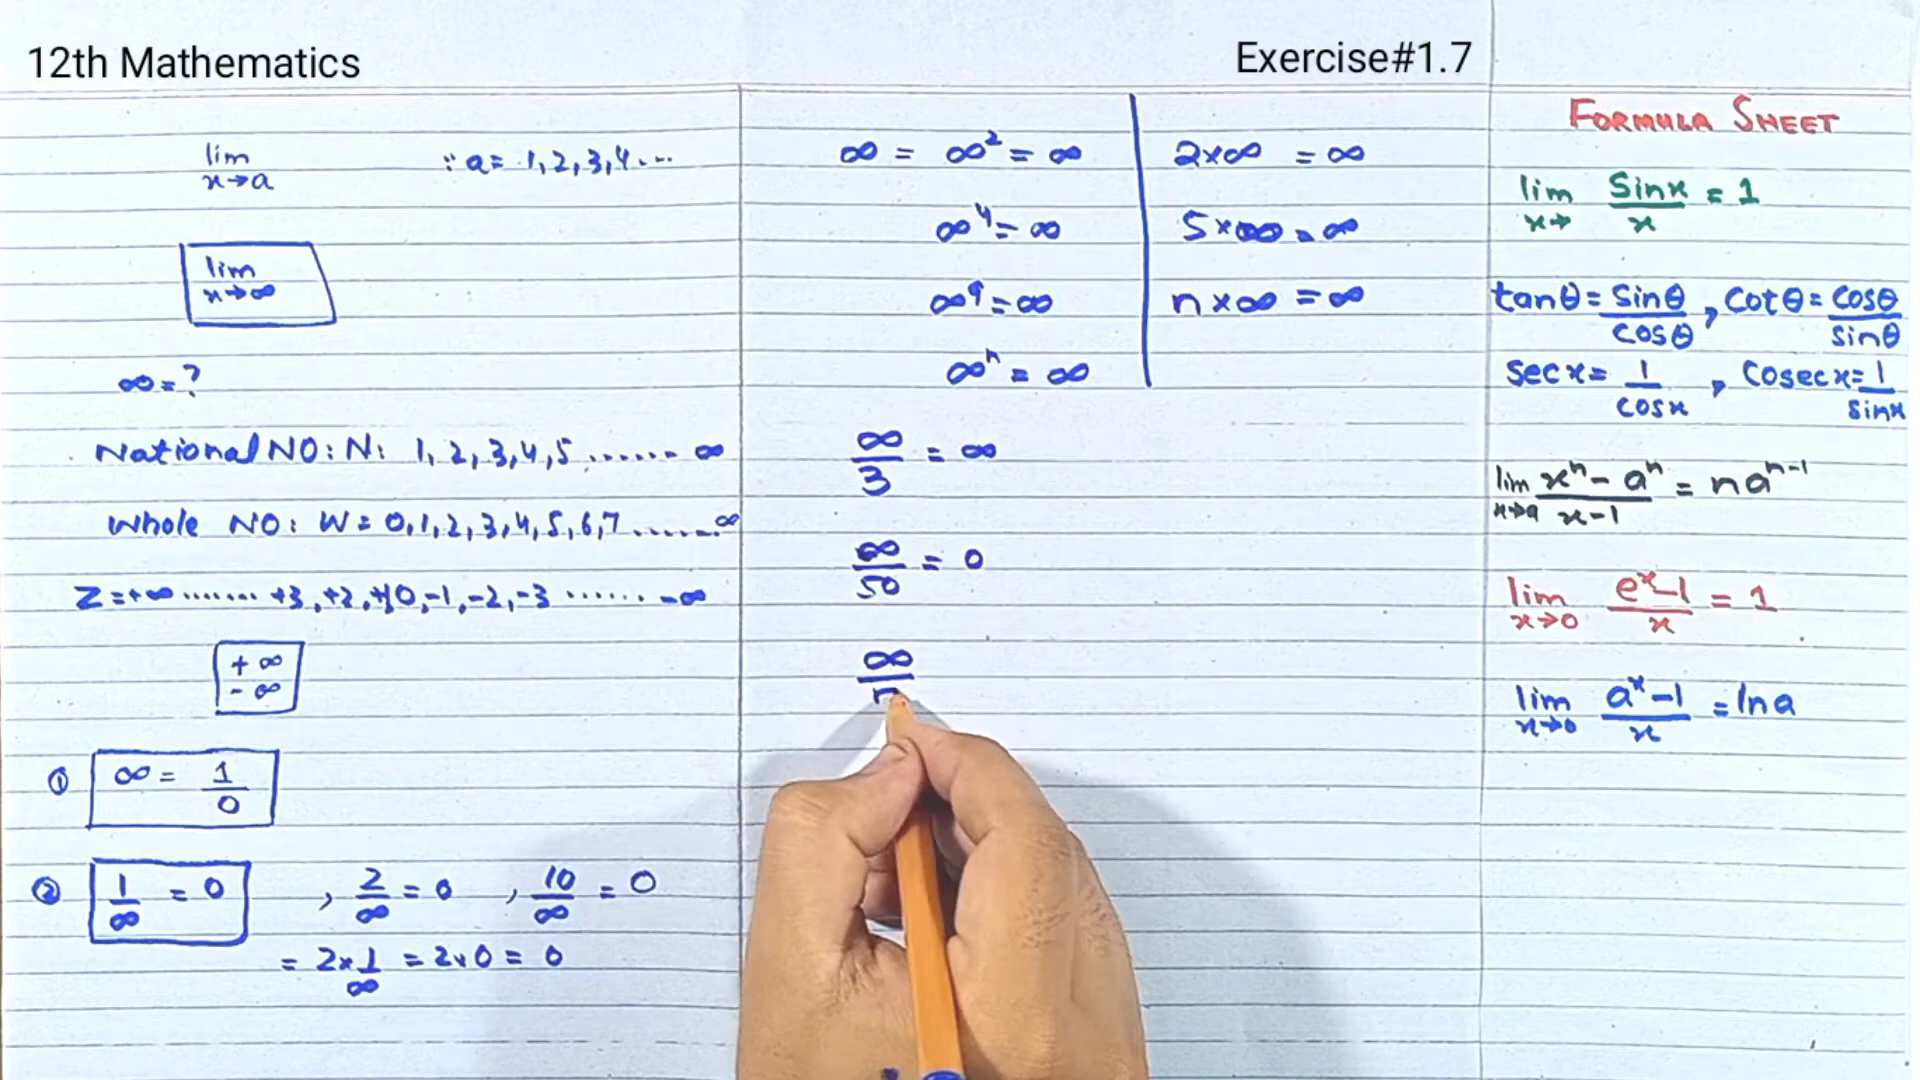 12th Mathematics
Exercise#1.7
lim x→a ∵ a = 1, 2, 3, 4 ...
lim x→∞
∞ = ?
National NO: N: 1, 2, 3, 4, 5 ....... ∞
Whole NO: W = 0, 1, 2, 3, 4, 5, 6, 7 ....... ∞
Z = +∞ ....... +3, +2, +1 0, -1, -2, -3 ...... -∞
+ ∞
- ∞
① ∞ = 1/0
② 1/∞ = 0 , 2/∞ = 0 , 10/∞ = 0
= 2×1/∞ = 2×0 = 0
∞ = ∞² = ∞
∞⁴ = ∞
∞⁹ = ∞
∞ⁿ = ∞
2×∞ = ∞
5×∞ = ∞
n×∞ = ∞
∞/3 = ∞
∞/50 = 0
∞/n
FORMULA SHEET
lim x→ Sinx/x = 1
tanθ = Sinθ/cosθ , Cotθ = cosθ/sinθ
sec x = 1/cosx , Cosec x = 1/sinx
lim x→a xⁿ - aⁿ/x-1 = naⁿ⁻¹
lim x→0 eˣ-1/x = 1
lim x→0 aˣ-1/x = ln a